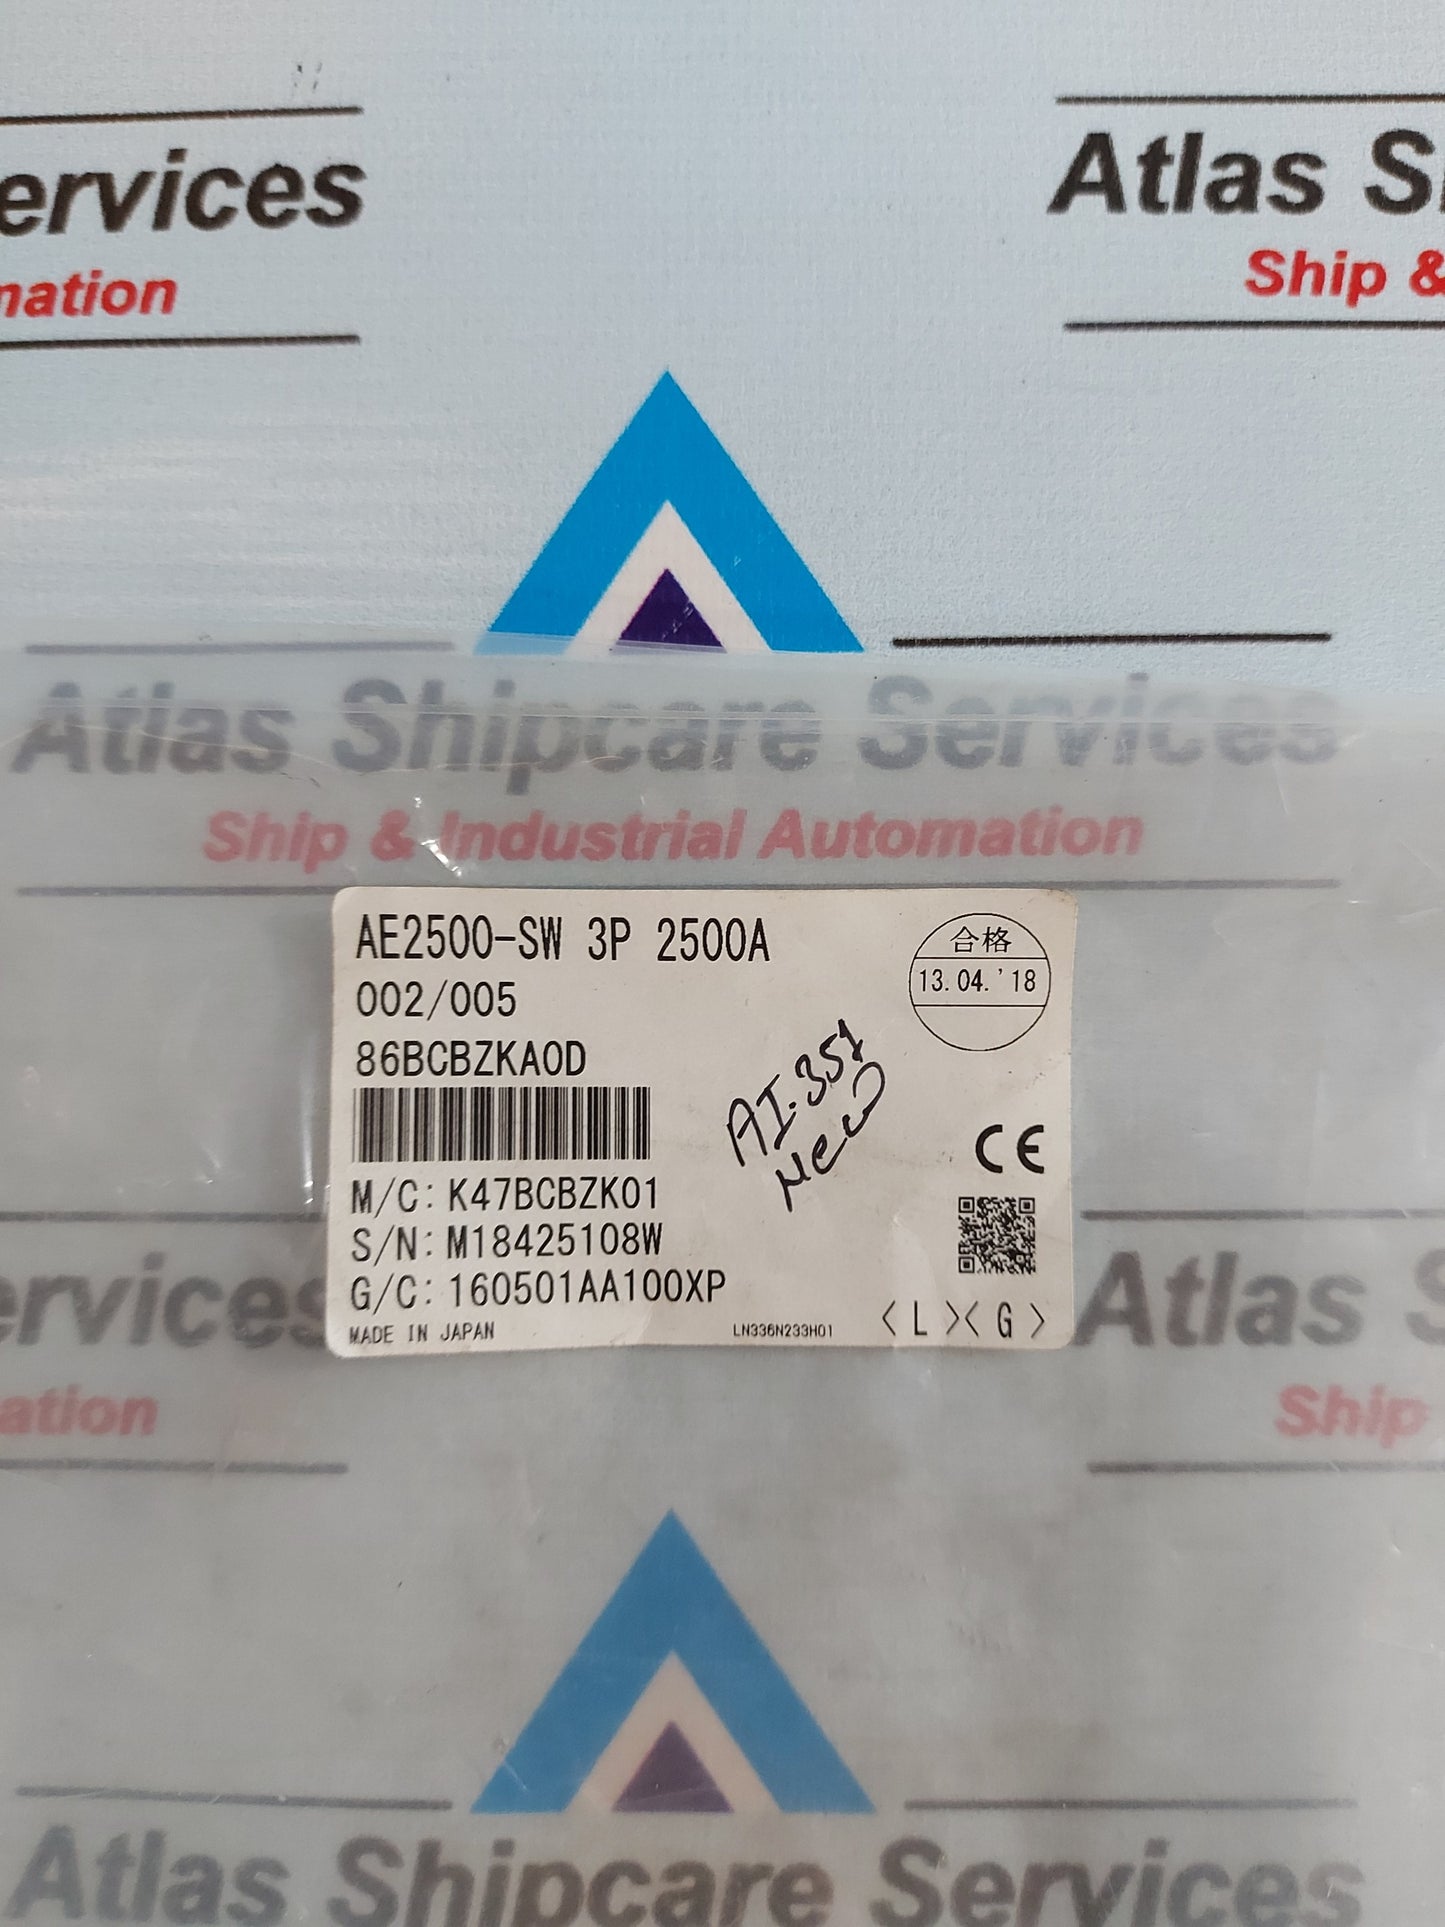 ervices
mation
Atlas S
Ship &
Atlas Shipcare Services
Ship & Industrial Automation
AE2500-SW 3P 2500A
002/005
86BCBZKA0D
合格
13.04.'18
AI.351
New
CE
M/C: K47BCBZK01
S/N: M18425108W
G/C: 160501AA100XP
MADE IN JAPAN
LN336N233H01
<L><G>
ervices
ation
Atlas S
Ship
Atlas Shipcare Services